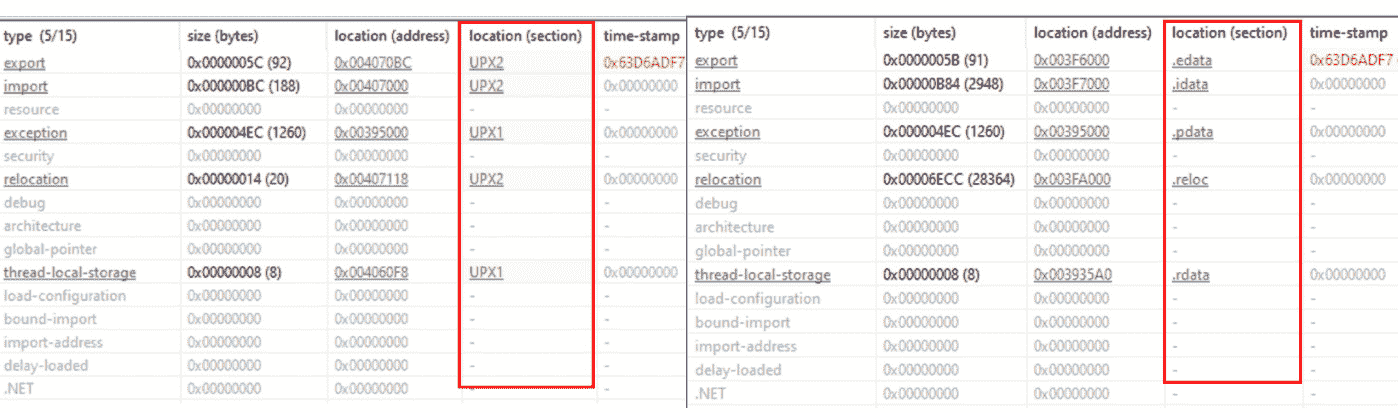 type (5/15) size (bytes) location (address) location (section) time-stamp
export 0x0000005C (92) 0x004070BC UPX2 0x63D6ADF7
import 0x000000BC (188) 0x00407000 UPX2 0x00000000
resource 0x00000000 0x00000000 - -
exception 0x000004EC (1260) 0x00395000 UPX1 0x00000000
security 0x00000000 0x00000000 - -
relocation 0x00000014 (20) 0x00407118 UPX2 0x00000000
debug 0x00000000 0x00000000 - -
architecture 0x00000000 0x00000000 - -
global-pointer 0x00000000 0x00000000 - -
thread-local-storage 0x00000008 (8) 0x004060F8 UPX1 0x00000000
load-configuration 0x00000000 0x00000000 - -
bound-import 0x00000000 0x00000000 - -
import-address 0x00000000 0x00000000 - -
delay-loaded 0x00000000 0x00000000 - -
.NET 0x00000000 0x00000000 - -
type (5/15) size (bytes) location (address) location (section) time-stamp
export 0x0000005B (91) 0x003F6000 .edata 0x63D6ADF7
import 0x00000B84 (2948) 0x003F7000 .idata 0x00000000
resource 0x00000000 0x00000000 - -
exception 0x000004EC (1260) 0x00395000 .pdata 0x00000000
security 0x00000000 0x00000000 - -
relocation 0x00006ECC (28364) 0x003FA000 .reloc 0x00000000
debug 0x00000000 0x00000000 - -
architecture 0x00000000 0x00000000 - -
global-pointer 0x00000000 0x00000000 - -
thread-local-storage 0x00000008 (8) 0x003935A0 .rdata 0x00000000
load-configuration 0x00000000 0x00000000 - -
bound-import 0x00000000 0x00000000 - -
import-address 0x00000000 0x00000000 - -
delay-loaded 0x00000000 0x00000000 - -
.NET 0x00000000 0x00000000 - -